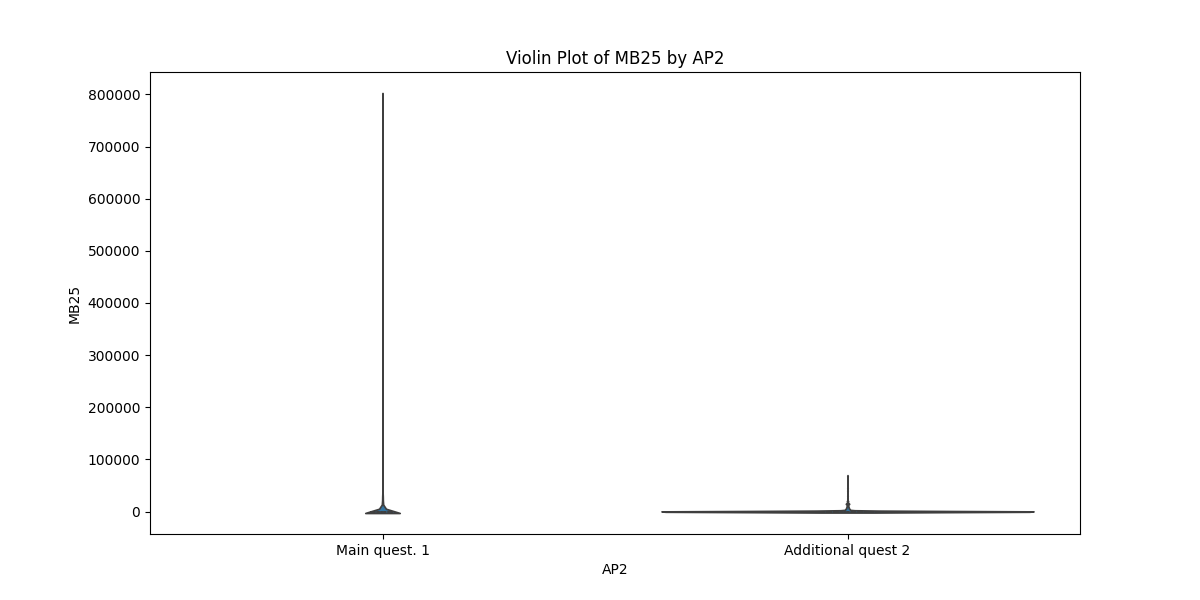 Violin Plot of MB25 by AP2
800000
700000
600000
500000
400000
300000
200000
100000
0
MB25
Main quest. 1
Additional quest 2
AP2